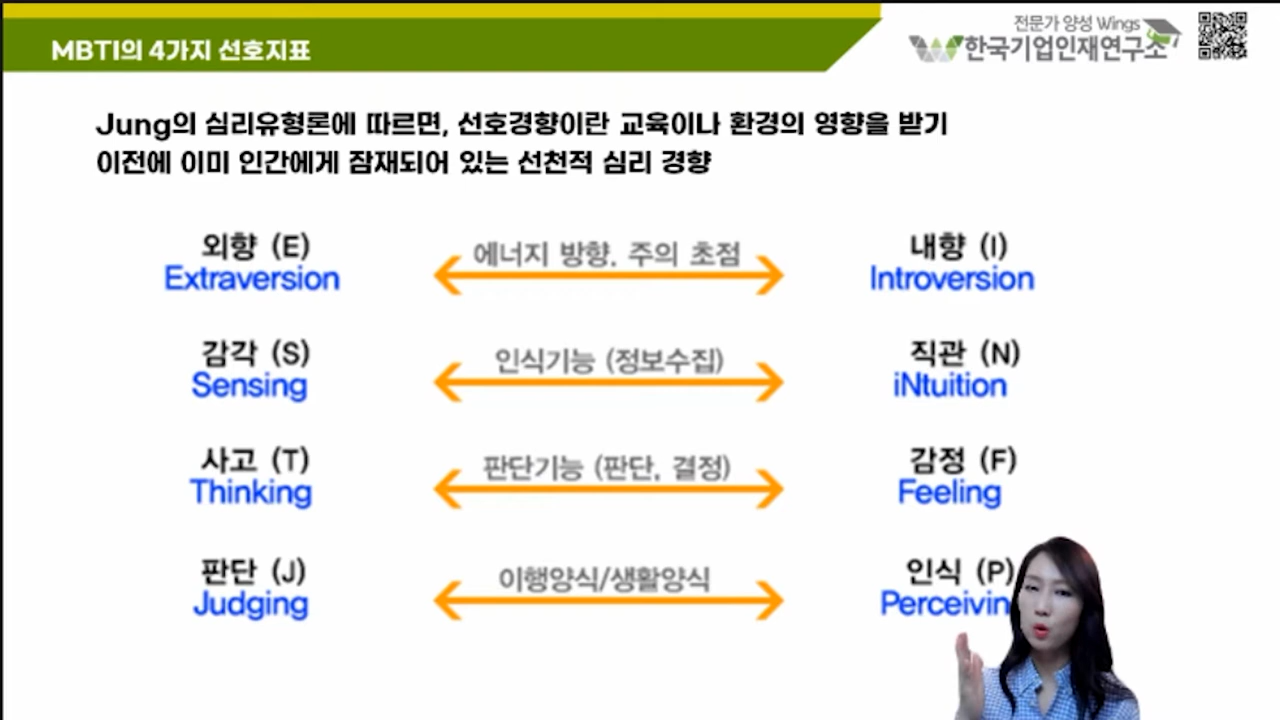 MBTI의 4가지 선호지표
전문가 양성 Wings
한국기업인재연구소
Jung의 심리유형론에 따르면, 선호경향이란 교육이나 환경의 영향을 받기
이전에 이미 인간에게 잠재되어 있는 선천적 심리 경향
외향 (E)
Extraversion
에너지 방향, 주의 초점
내향 (I)
Introversion
감각 (S)
Sensing
인식기능 (정보수집)
직관 (N)
iNtuition
사고 (T)
Thinking
판단기능 (판단, 결정)
감정 (F)
Feeling
판단 (J)
Judging
이행양식/생활양식
인식 (P)
Perceivin